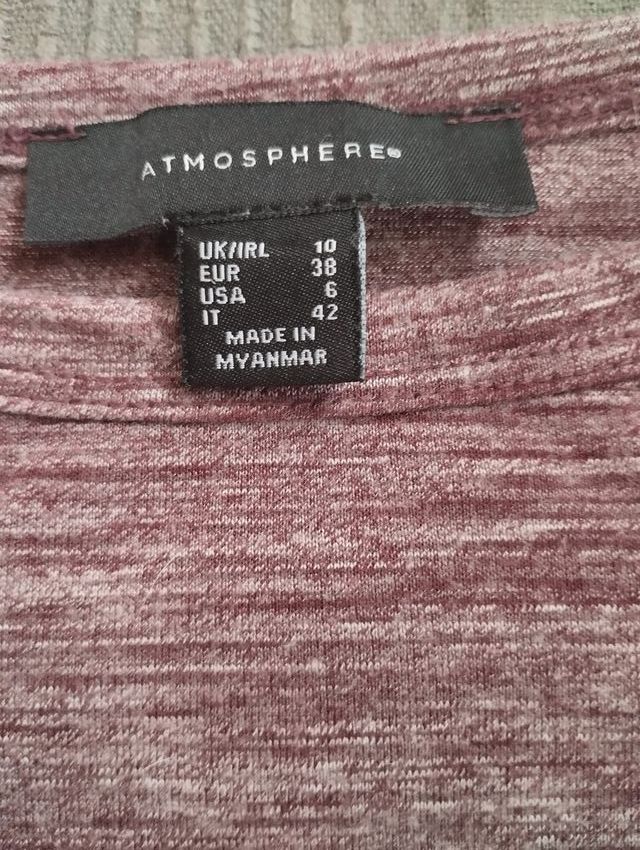 ATMOSPHERE®
UK/IRL 10
EUR 38
USA 6
IT 42
MADE IN
MYANMAR